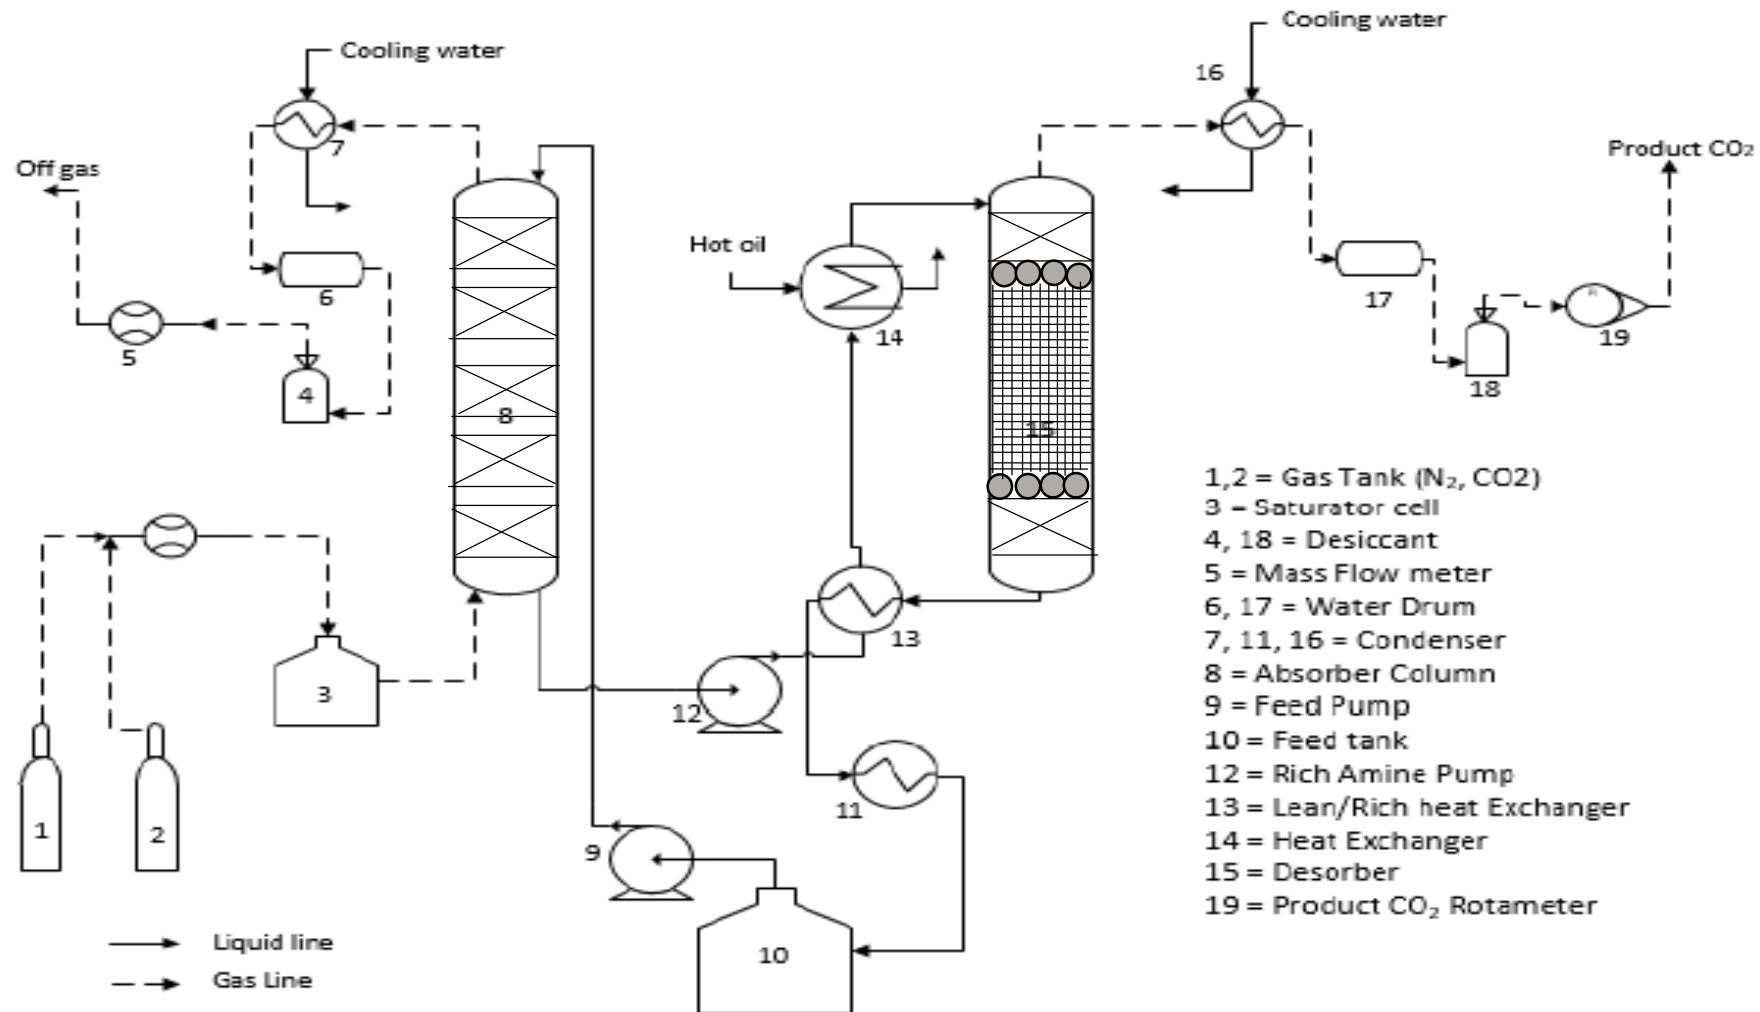 Cooling water
Cooling water
16
7
Off gas
Product CO₂
Hot oil
6
17
14
5
19
4
18
8
15
1,2 = Gas Tank (N₂, CO2)
3 = Saturator cell
4, 18 = Desiccant
5 = Mass Flow meter
6, 17 = Water Drum
7, 11, 16 = Condenser
8 = Absorber Column
9 = Feed Pump
10 = Feed tank
12 = Rich Amine Pump
13 = Lean/Rich heat Exchanger
14 = Heat Exchanger
15 = Desorber
19 = Product CO₂ Rotameter
13
3
12
11
1
2
9
10
Liquid line
Gas Line